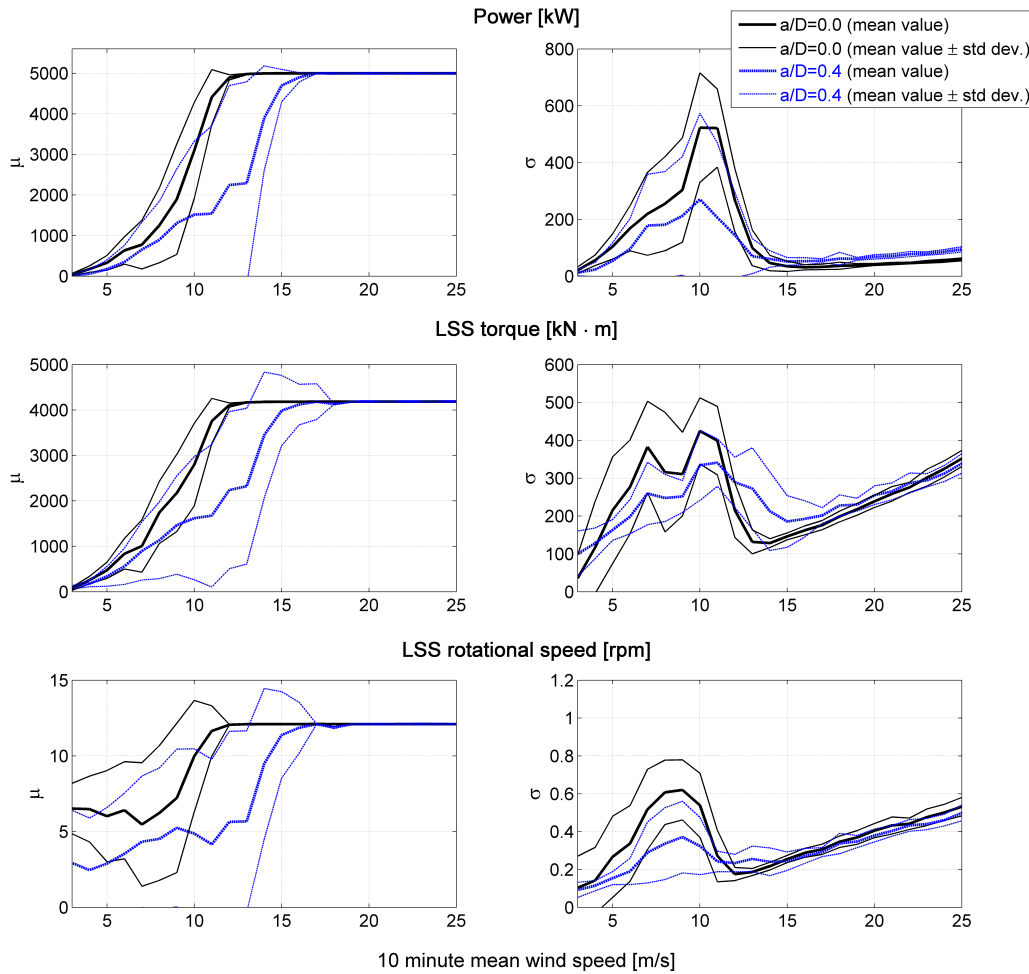 Power [kW]
a/D=0.0 (mean value)
a/D=0.0 (mean value ± std dev.)
a/D=0.4 (mean value)
a/D=0.4 (mean value ± std dev.)
5000
4000
3000
2000
1000
0
μ
5 10 15 20 25
800
600
400
200
0
σ
5 10 15 20 25
LSS torque [kN · m]
5000
4000
3000
2000
1000
0
μ
5 10 15 20 25
600
500
400
300
200
100
0
σ
5 10 15 20 25
LSS rotational speed [rpm]
15
10
5
0
μ
5 10 15 20 25
1.2
1
0.8
0.6
0.4
0.2
0
σ
5 10 15 20 25
10 minute mean wind speed [m/s]